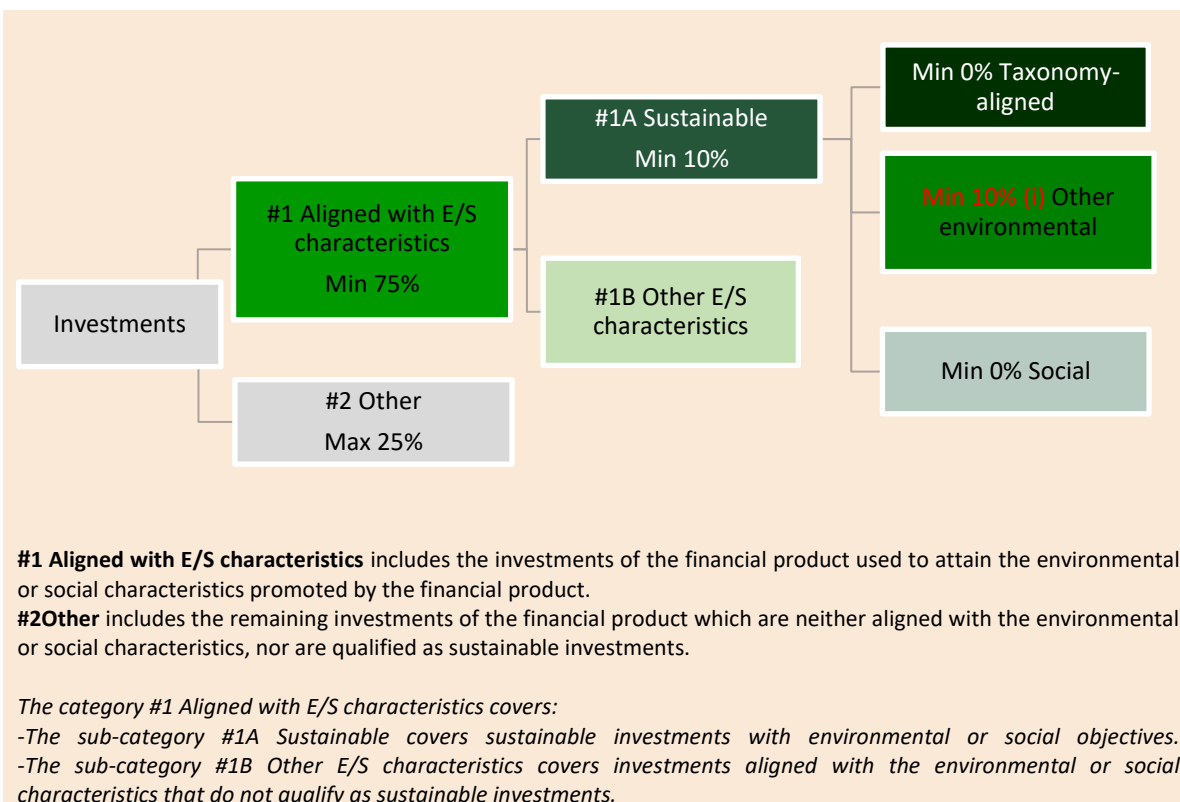 Investments
#1 Aligned with E/S
characteristics
Min 75%
#2 Other
Max 25%
#1A Sustainable
Min 10%
#1B Other E/S
characteristics
Min 0% Taxonomy-
aligned
Min 10% (i) Other
environmental
Min 0% Social
#1 Aligned with E/S characteristics includes the investments of the financial product used to attain the environmental
or social characteristics promoted by the financial product.
#2Other includes the remaining investments of the financial product which are neither aligned with the environmental
or social characteristics, nor are qualified as sustainable investments.
The category #1 Aligned with E/S characteristics covers:
-The sub-category #1A Sustainable covers sustainable investments with environmental or social objectives.
-The sub-category #1B Other E/S characteristics covers investments aligned with the environmental or social
characteristics that do not qualify as sustainable investments.